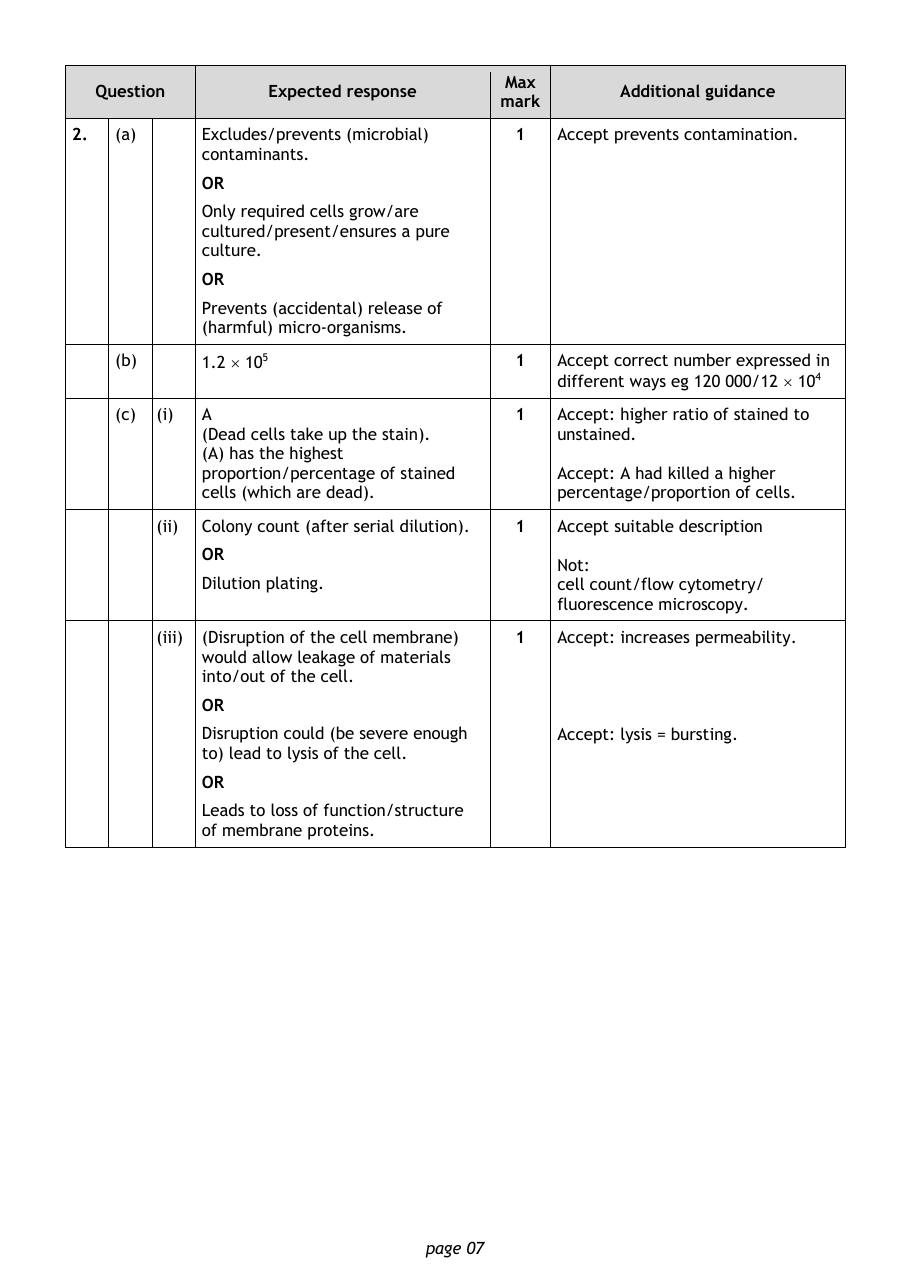 Question Expected response Max mark Additional guidance
2. (a) Excludes/prevents (microbial) 1 Accept prevents contamination.
contaminants.
OR
Only required cells grow/are
cultured/present/ensures a pure
culture.
OR
Prevents (accidental) release of
(harmful) micro-organisms.
(b) 1.2 × 10⁵ 1 Accept correct number expressed in
different ways eg 120 000/12 × 10⁴
(c) (i) A 1 Accept: higher ratio of stained to
(Dead cells take up the stain). unstained.
(A) has the highest
proportion/percentage of stained Accept: A had killed a higher
cells (which are dead). percentage/proportion of cells.
(ii) Colony count (after serial dilution). 1 Accept suitable description
OR
Not:
Dilution plating. cell count/flow cytometry/
fluorescence microscopy.
(iii) (Disruption of the cell membrane) 1 Accept: increases permeability.
would allow leakage of materials
into/out of the cell.
OR
Disruption could (be severe enough Accept: lysis = bursting.
to) lead to lysis of the cell.
OR
Leads to loss of function/structure
of membrane proteins.
page 07